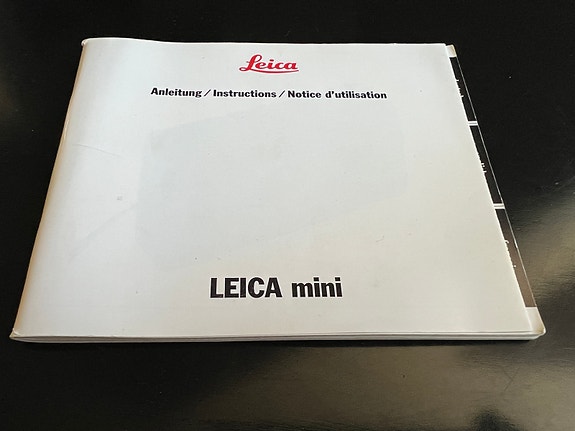 Leica
Anleitung / Instructions / Notice d'utilisation
LEICA mini